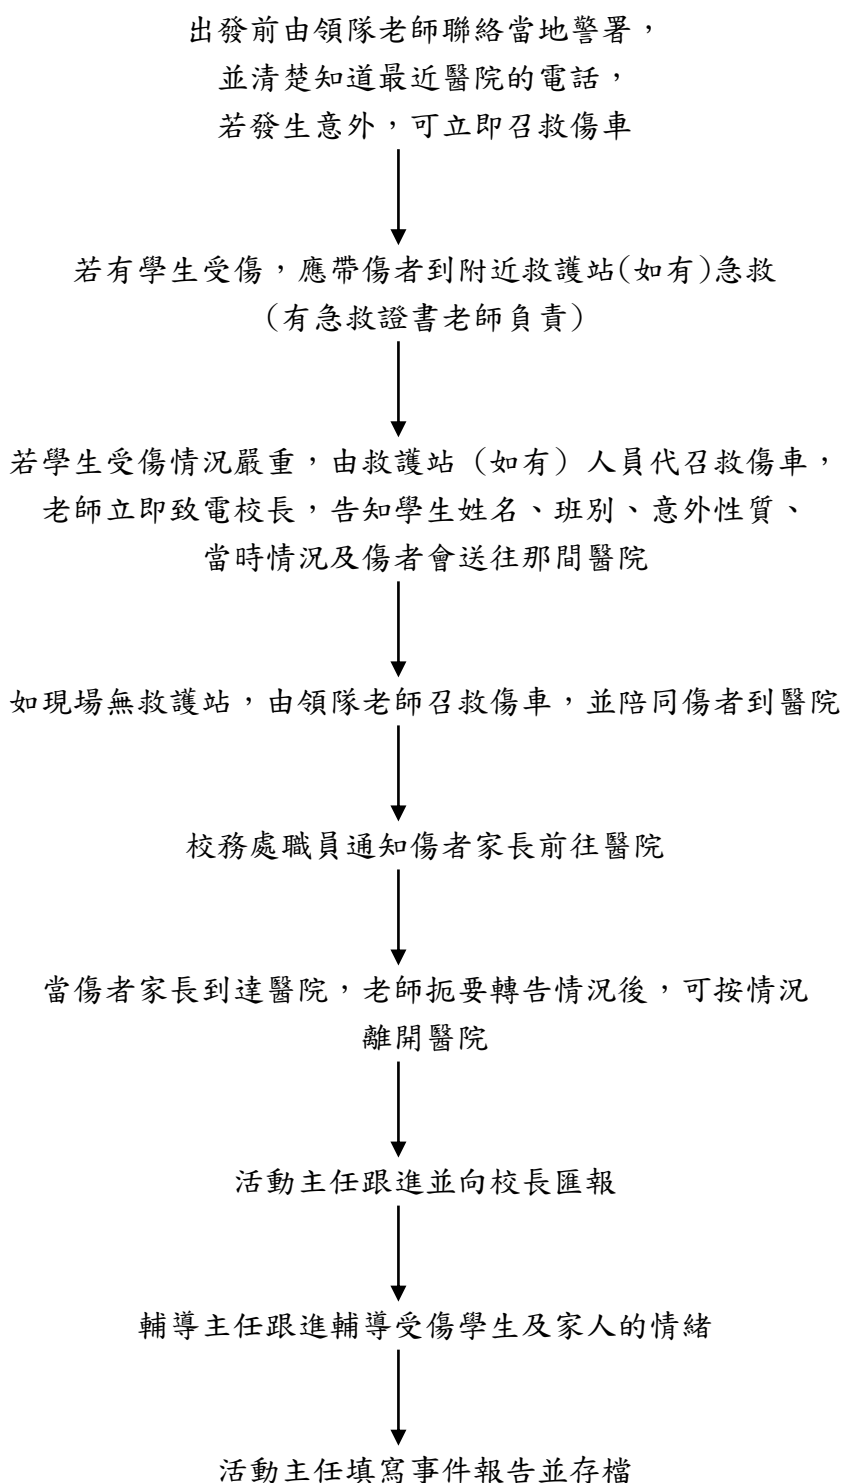 出發前由領隊老師聯絡當地警署，
並清楚知道最近醫院的電話，
若發生意外，可立即召救傷車
若有學生受傷，應帶傷者到附近救護站(如有)急救
(有急救證書老師負責)
若學生受傷情況嚴重，由救護站（如有）人員代召救傷車，
老師立即致電校長，告知學生姓名、班別、意外性質、
當時情況及傷者會送往那間醫院
如現場無救護站，由領隊老師召救傷車，並陪同傷者到醫院
校務處職員通知傷者家長前往醫院
當傷者家長到達醫院，老師扼要轉告情況後，可按情況
離開醫院
活動主任跟進並向校長匯報
輔導主任跟進輔導受傷學生及家人的情緒
活動主任填寫事件報告並存檔